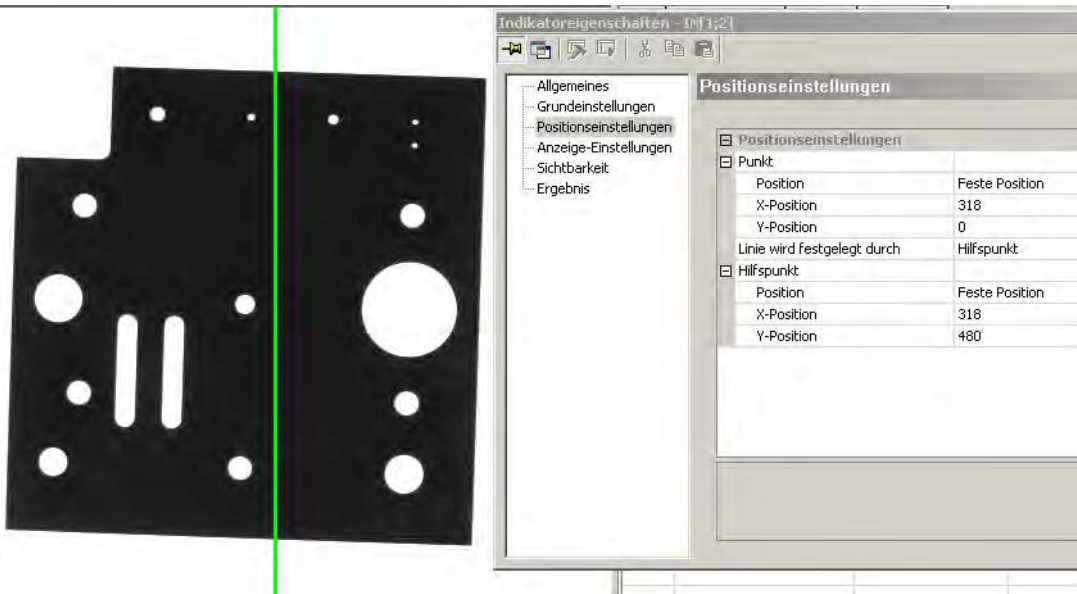 Indikatoreigenschaften - IN[1;2]
Allgemeines
Grundeinstellungen
Positionseinstellungen
Anzeige-Einstellungen
Sichtbarkeit
Ergebnis
Positionseinstellungen
Positionseinstellungen
Punkt
Position Feste Position
X-Position 318
Y-Position 0
Linie wird festgelegt durch Hilfspunkt
Hilfspunkt
Position Feste Position
X-Position 318
Y-Position 480